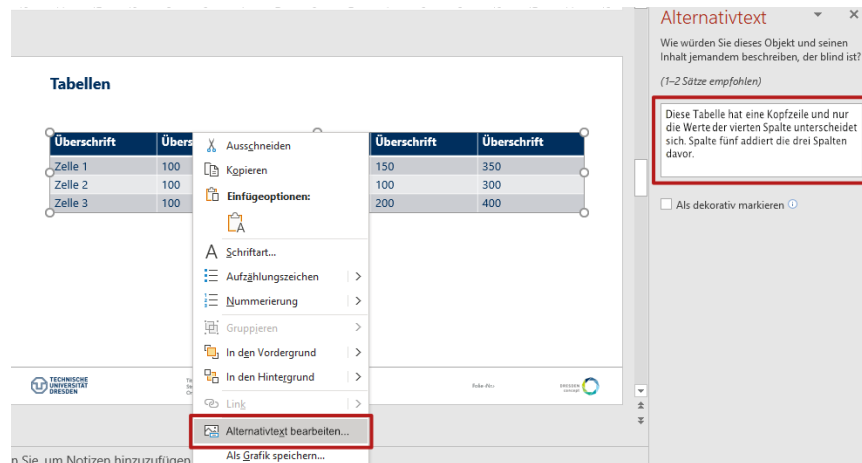 Tabellen
Überschrift Übers Überschrift Überschrift
Zelle 1 100 150 350
Zelle 2 100 100 300
Zelle 3 100 200 400
Ausschneiden
Kopieren
Einfügeoptionen:
Schriftart...
Aufzählungszeichen
Nummerierung
Gruppieren
In den Vordergrund
In den Hintergrund
Link
Alternativtext bearbeiten...
Als Grafik speichern...
TECHNISCHE
UNIVERSITÄT
DRESDEN
DRESDEN
concept
n Sie, um Notizen hinzuzufügen
Alternativtext
Wie würden Sie dieses Objekt und seinen
Inhalt jemandem beschreiben, der blind ist?
(1–2 Sätze empfohlen)
Diese Tabelle hat eine Kopfzeile und nur
die Werte der vierten Spalte unterscheidet
sich. Spalte fünf addiert die drei Spalten
davor.
Als dekorativ markieren